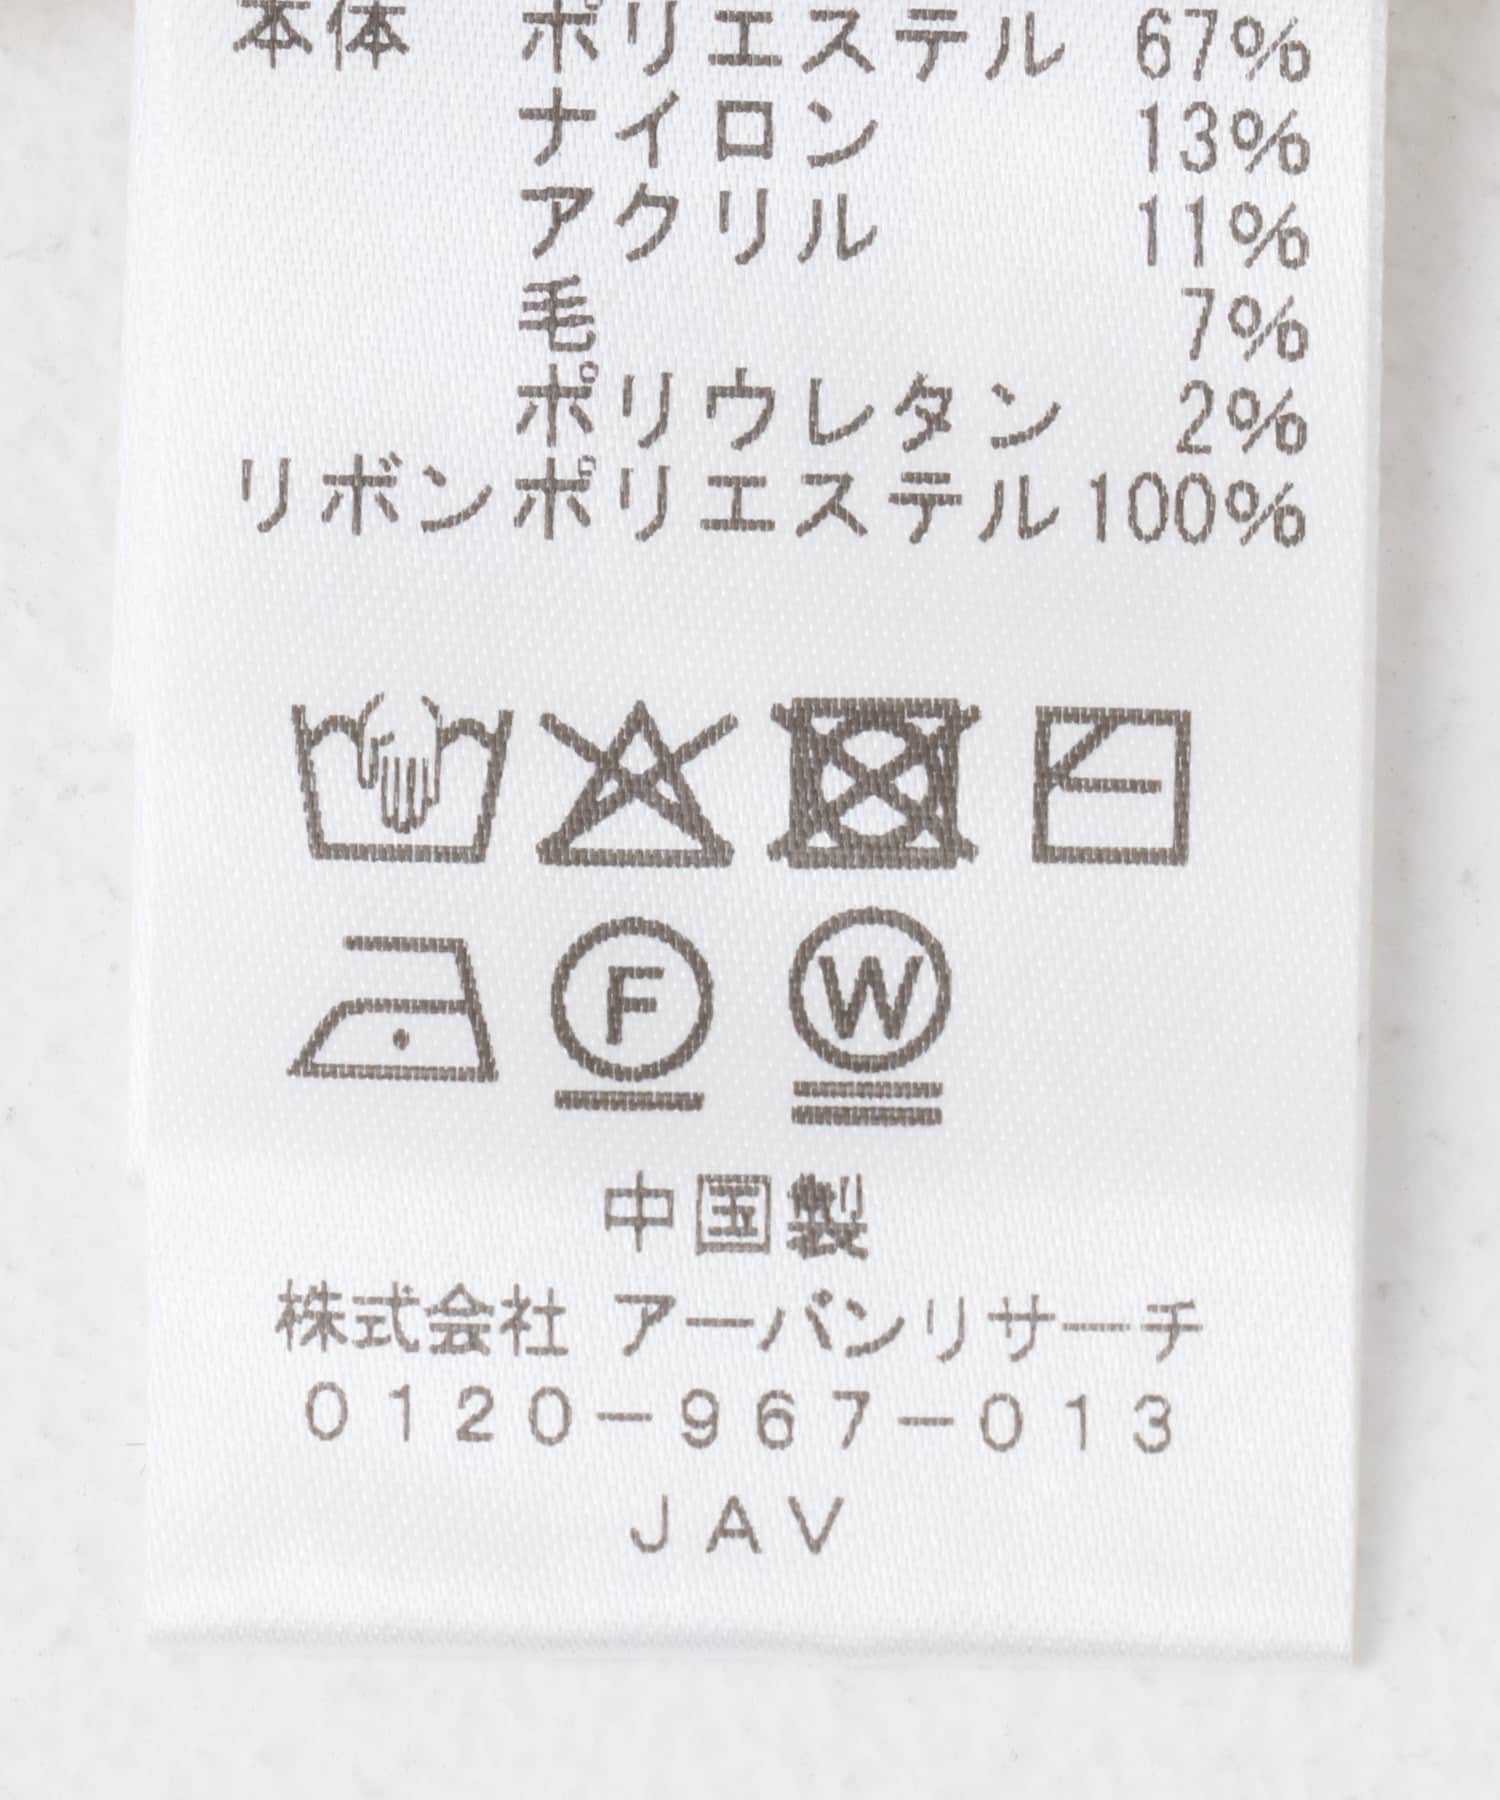 本体 ポリエステル 67%
ナイロン 13%
アクリル 11%
毛 7%
ポリウレタン 2%
リボンポリエステル100%
F W
中国製
株式会社 アーバンリサーチ
0120-967-013
JAV